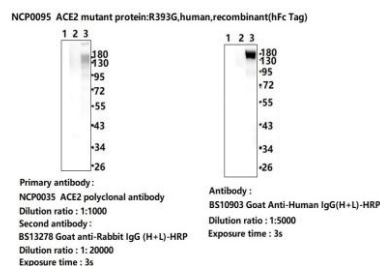 NCP0095 ACE2 mutant protein:R393G,human,recombinant(hFc Tag)
1 2 3
180
130
95
72
55
43
34
26
Primary antibody :
NCP0035 ACE2 polyclonal antibody
Dilution ratio : 1:1000
Second antibody :
BS13278 Goat anti-Rabbit IgG (H+L)-HRP
Dilution ratio : 1: 20000
Exposure time : 3s
1 2 3
180
130
95
72
55
43
34
26
Antibody :
BS10903 Goat Anti-Human IgG(H+L)-HRP
Dilution ratio : 1:5000
Exposure time : 3s